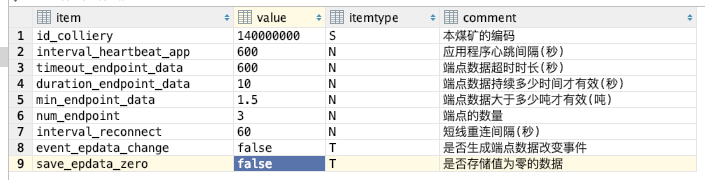 item value itemtype comment
1 id_colliery 140000000 S 本煤矿的编码
2 interval_heartbeat_app 600 N 应用程序心跳间隔(秒)
3 timeout_endpoint_data 600 N 端点数据超时时长(秒)
4 duration_endpoint_data 10 N 端点数据持续多少时间才有效(秒)
5 min_endpoint_data 1.5 N 端点数据大于多少吨才有效(吨)
6 num_endpoint 3 N 端点的数量
7 interval_reconnect 60 N 短线重连间隔(秒)
8 event_epdata_change false T 是否生成端点数据改变事件
9 save_epdata_zero false T 是否存储值为零的数据